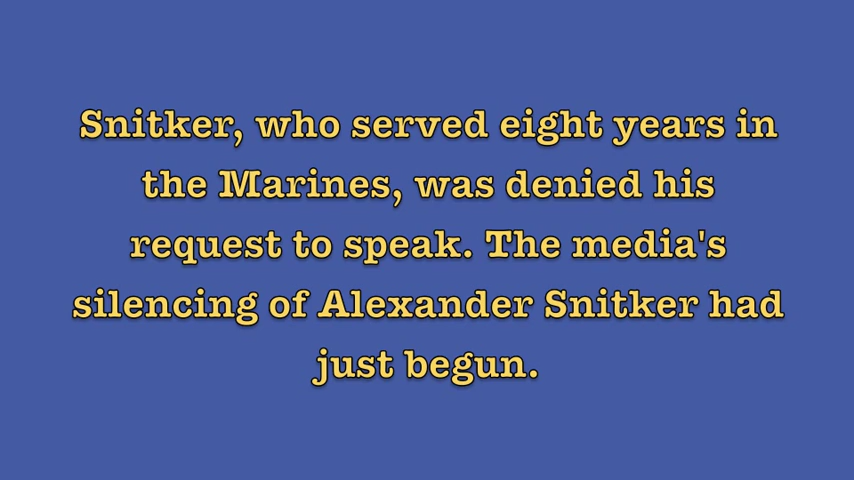 Snitker, who served eight years in
the Marines, was denied his
request to speak. The media's
silencing of Alexander Snitker had
just begun.